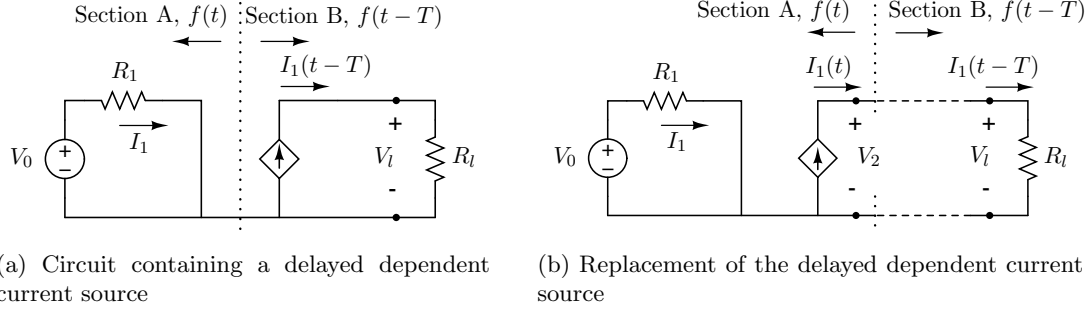 Section A, f(t)
Section B, f(t − T)
I₁(t − T)
R₁
I₁
V₀
+
−
+
Vₗ
-
Rₗ
(a) Circuit containing a delayed dependent
current source
Section A, f(t)
Section B, f(t − T)
I₁(t)
I₁(t − T)
R₁
I₁
V₀
+
−
+
V₂
-
+
Vₗ
-
Rₗ
(b) Replacement of the delayed dependent current
source